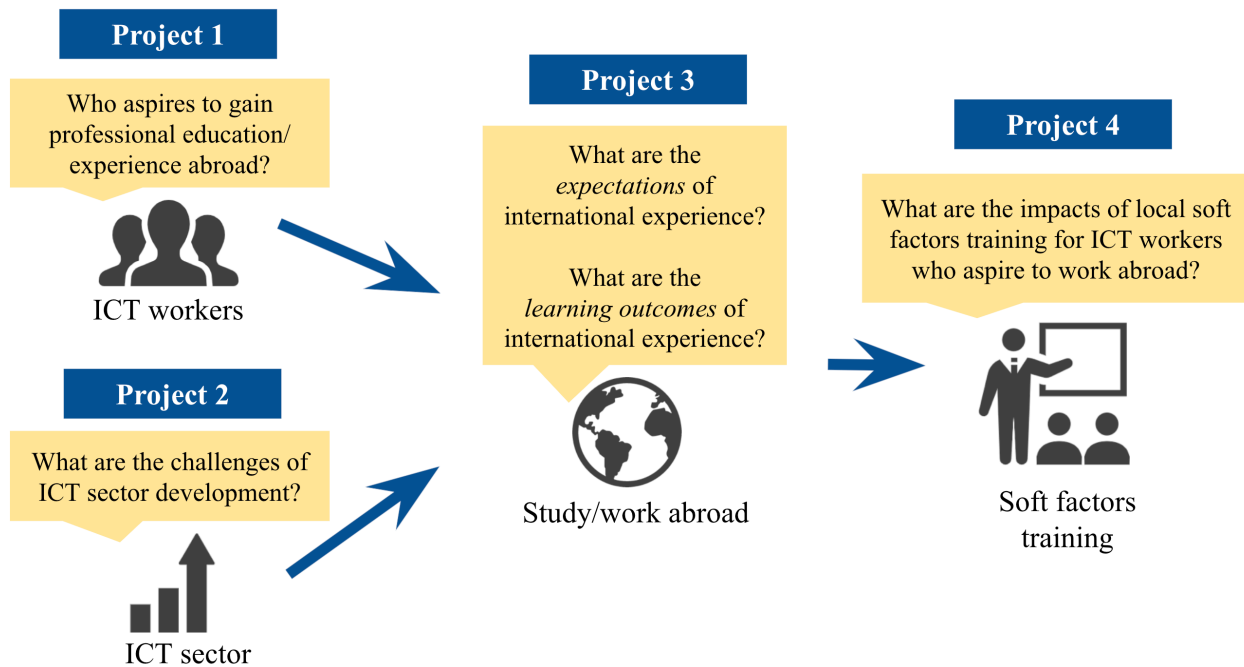 Project 1
Who aspires to gain
professional education/
experience abroad?
ICT workers
Project 2
What are the challenges of
ICT sector development?
ICT sector
Project 3
What are the
expectations of
international experience?
What are the
learning outcomes of
international experience?
Study/work abroad
Project 4
What are the impacts of local soft
factors training for ICT workers
who aspire to work abroad?
Soft factors
training